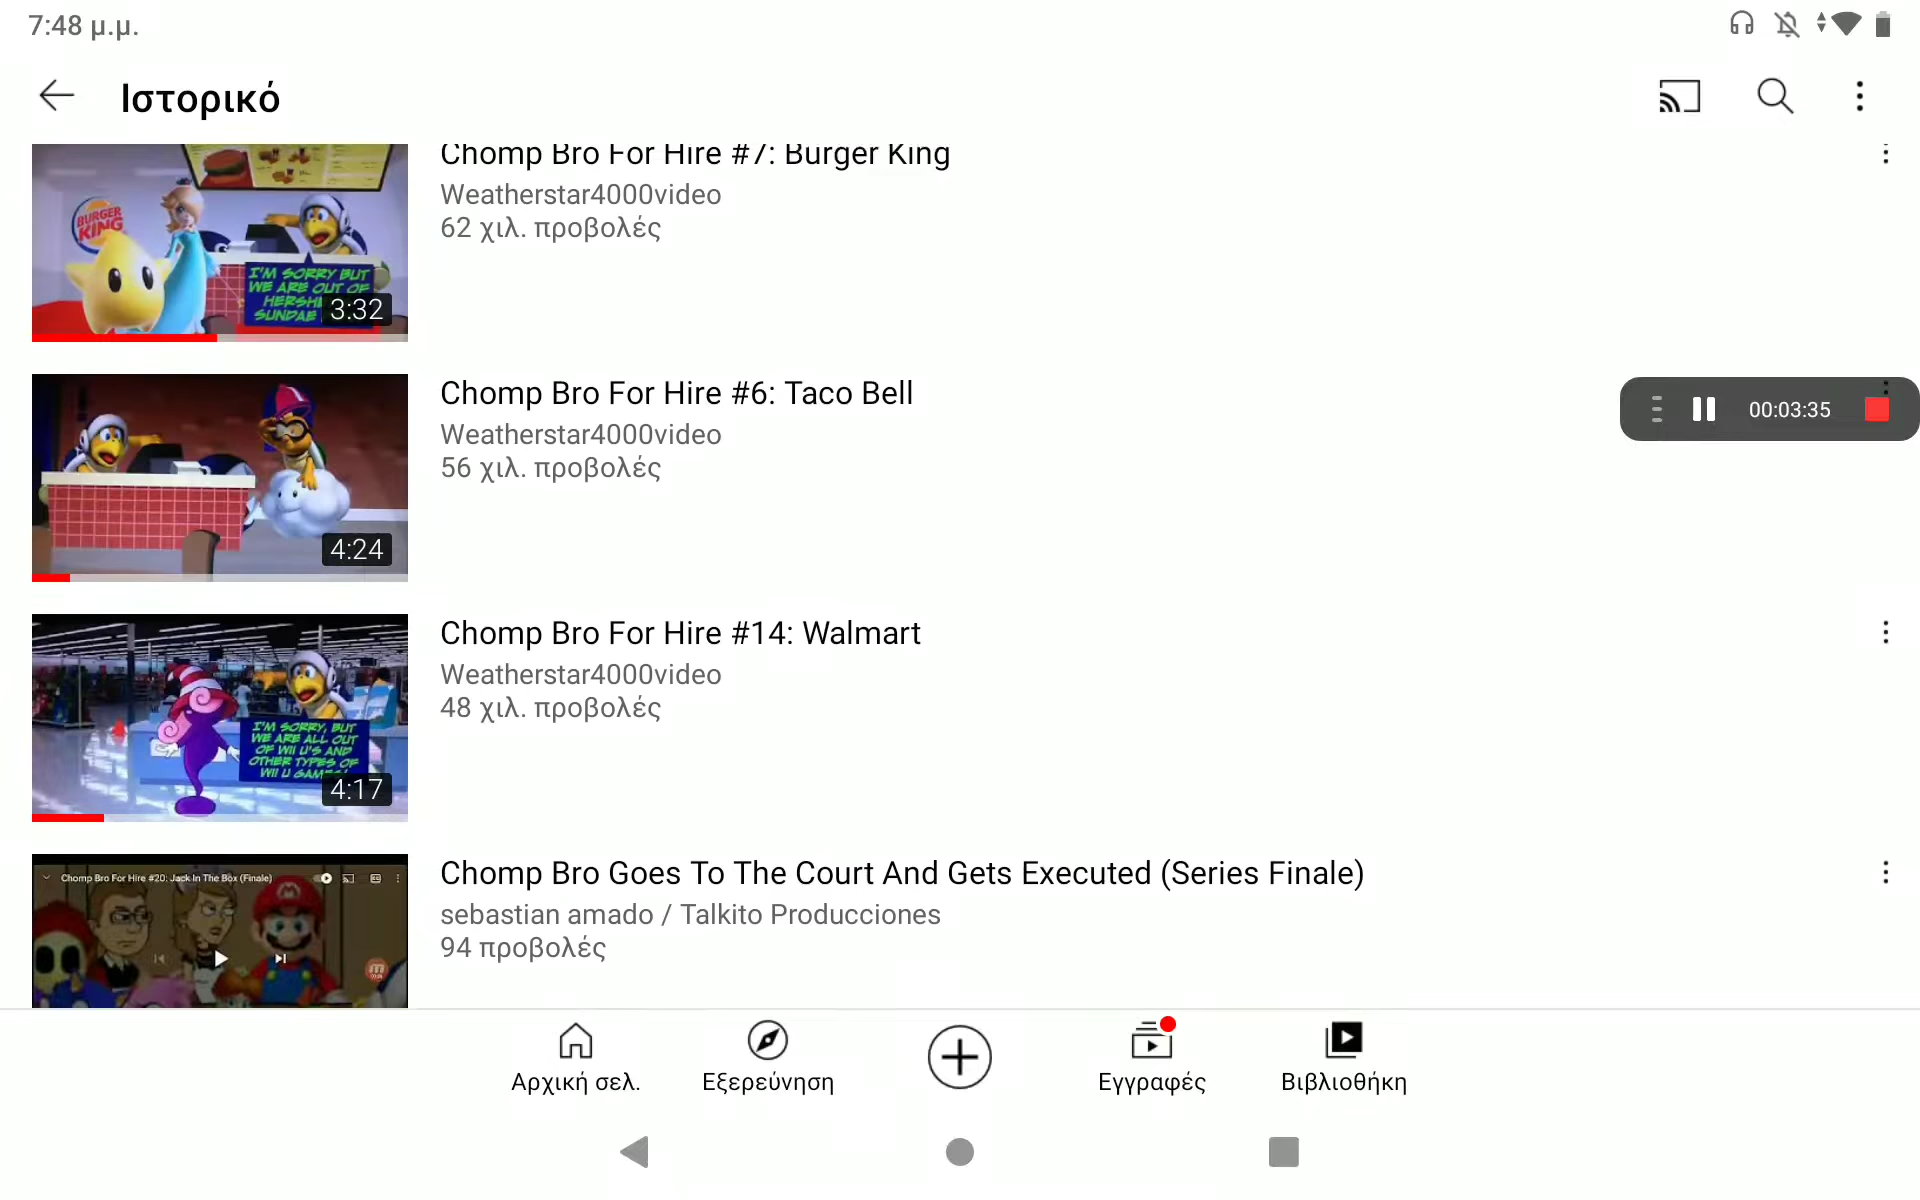 7:48 μ.μ.
Ιστορικό
Chomp Bro For Hire #7: Burger King
Weatherstar4000video
62 χιλ. προβολές
BURGER
KING
I'M SORRY BUT
WE ARE OUT OF
SUNDAE
3:32
Chomp Bro For Hire #6: Taco Bell
Weatherstar4000video
56 χιλ. προβολές
4:24
00:03:35
Chomp Bro For Hire #14: Walmart
Weatherstar4000video
48 χιλ. προβολές
I'M SORRY, BUT
WE ARE ALL OUT
OF WII U'S AND
OTHER TYPES OF
WII U
4:17
Chomp Bro Goes To The Court And Gets Executed (Series Finale)
sebastian amado / Talkito Producciones
94 προβολές
Chomp Bro For Hire #20: Jack In The Box (Finale)
Αρχική σελ.
Εξερεύνηση
Εγγραφές
Βιβλιοθήκη